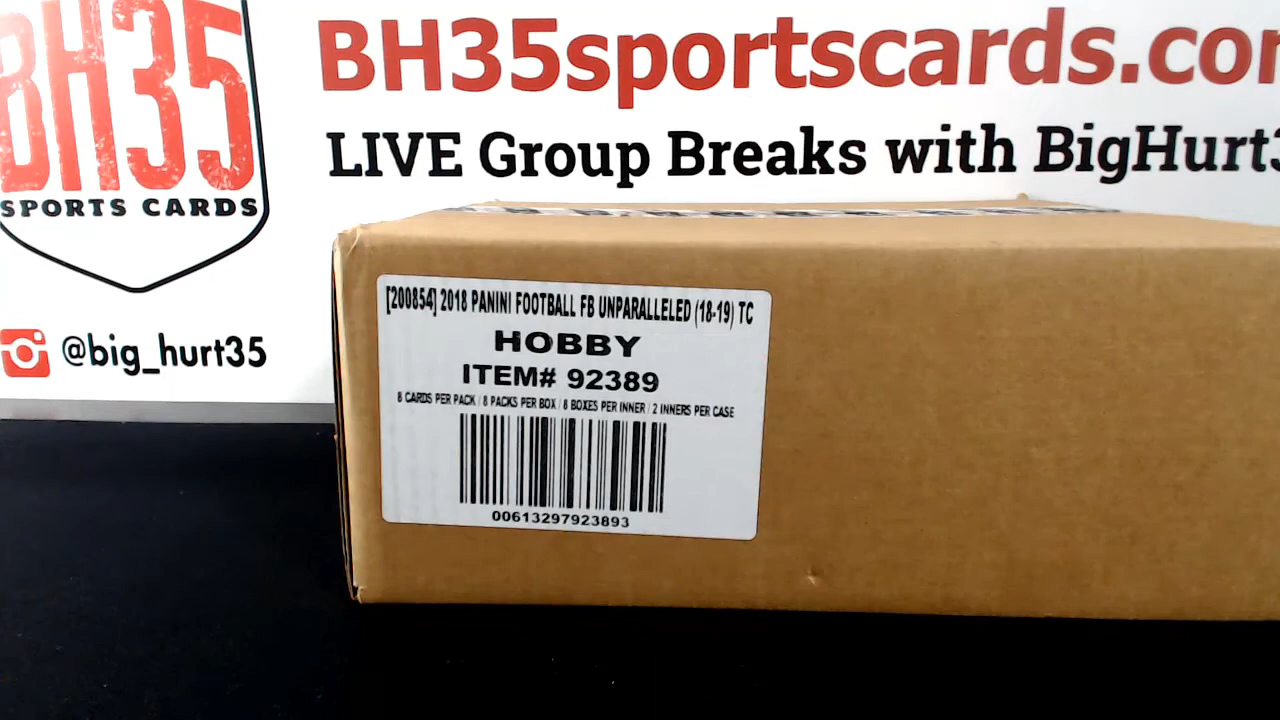 BH35
SPORTS CARDS
@big_hurt35
BH35sportscards.com
LIVE Group Breaks with BigHurt3
[200854] 2018 PANINI FOOTBALL FB UNPARALLELED (18-19) TC
HOBBY
ITEM# 92389
8 CARDS PER PACK / 8 PACKS PER BOX / 8 BOXES PER INNER / 2 INNERS PER CASE
00613297923893